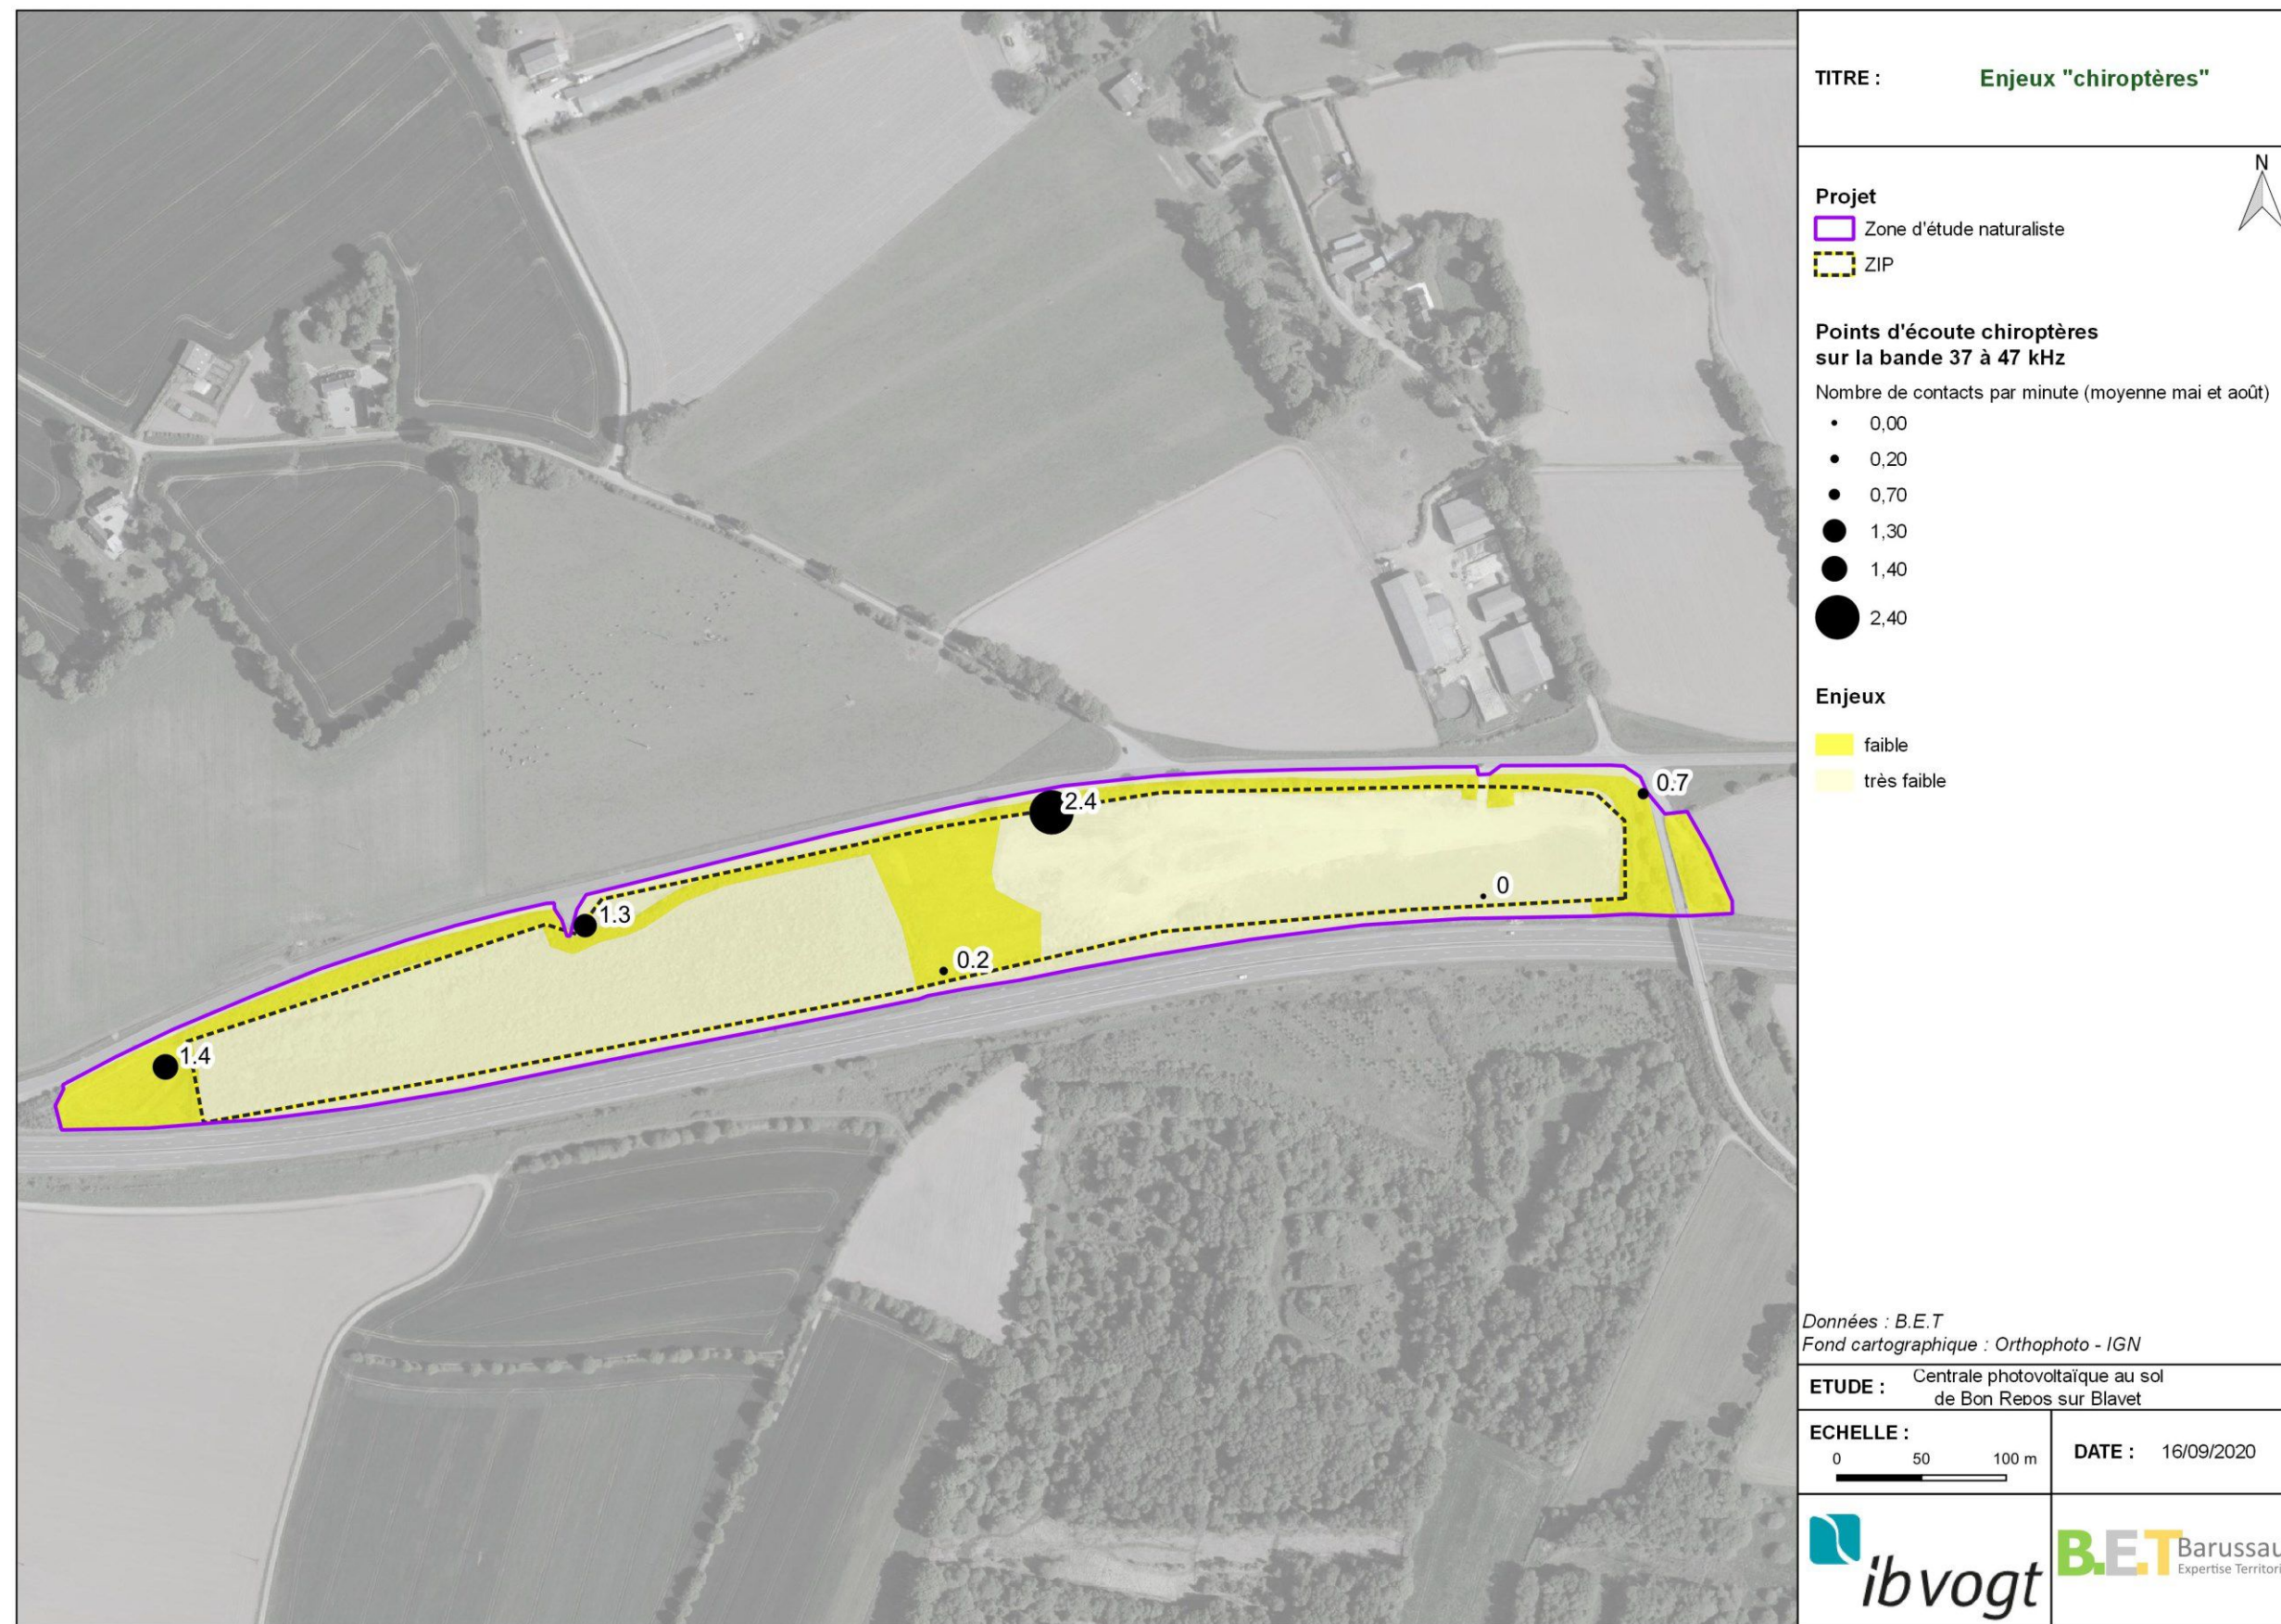 TITRE : Enjeux "chiroptères"
N
Projet
Zone d'étude naturaliste
ZIP
Points d'écoute chiroptères
sur la bande 37 à 47 kHz
Nombre de contacts par minute (moyenne mai et août)
0,00
0,20
0,70
1,30
1,40
2,40
Enjeux
faible
très faible
2.4
0.7
0
1.3
0.2
1.4
Données : B.E.T
Fond cartographique : Orthophoto - IGN
ETUDE : Centrale photovoltaïque au sol
de Bon Repos sur Blavet
ECHELLE :
0 50 100 m
DATE : 16/09/2020
ib vogt
B.E.T
Expertise